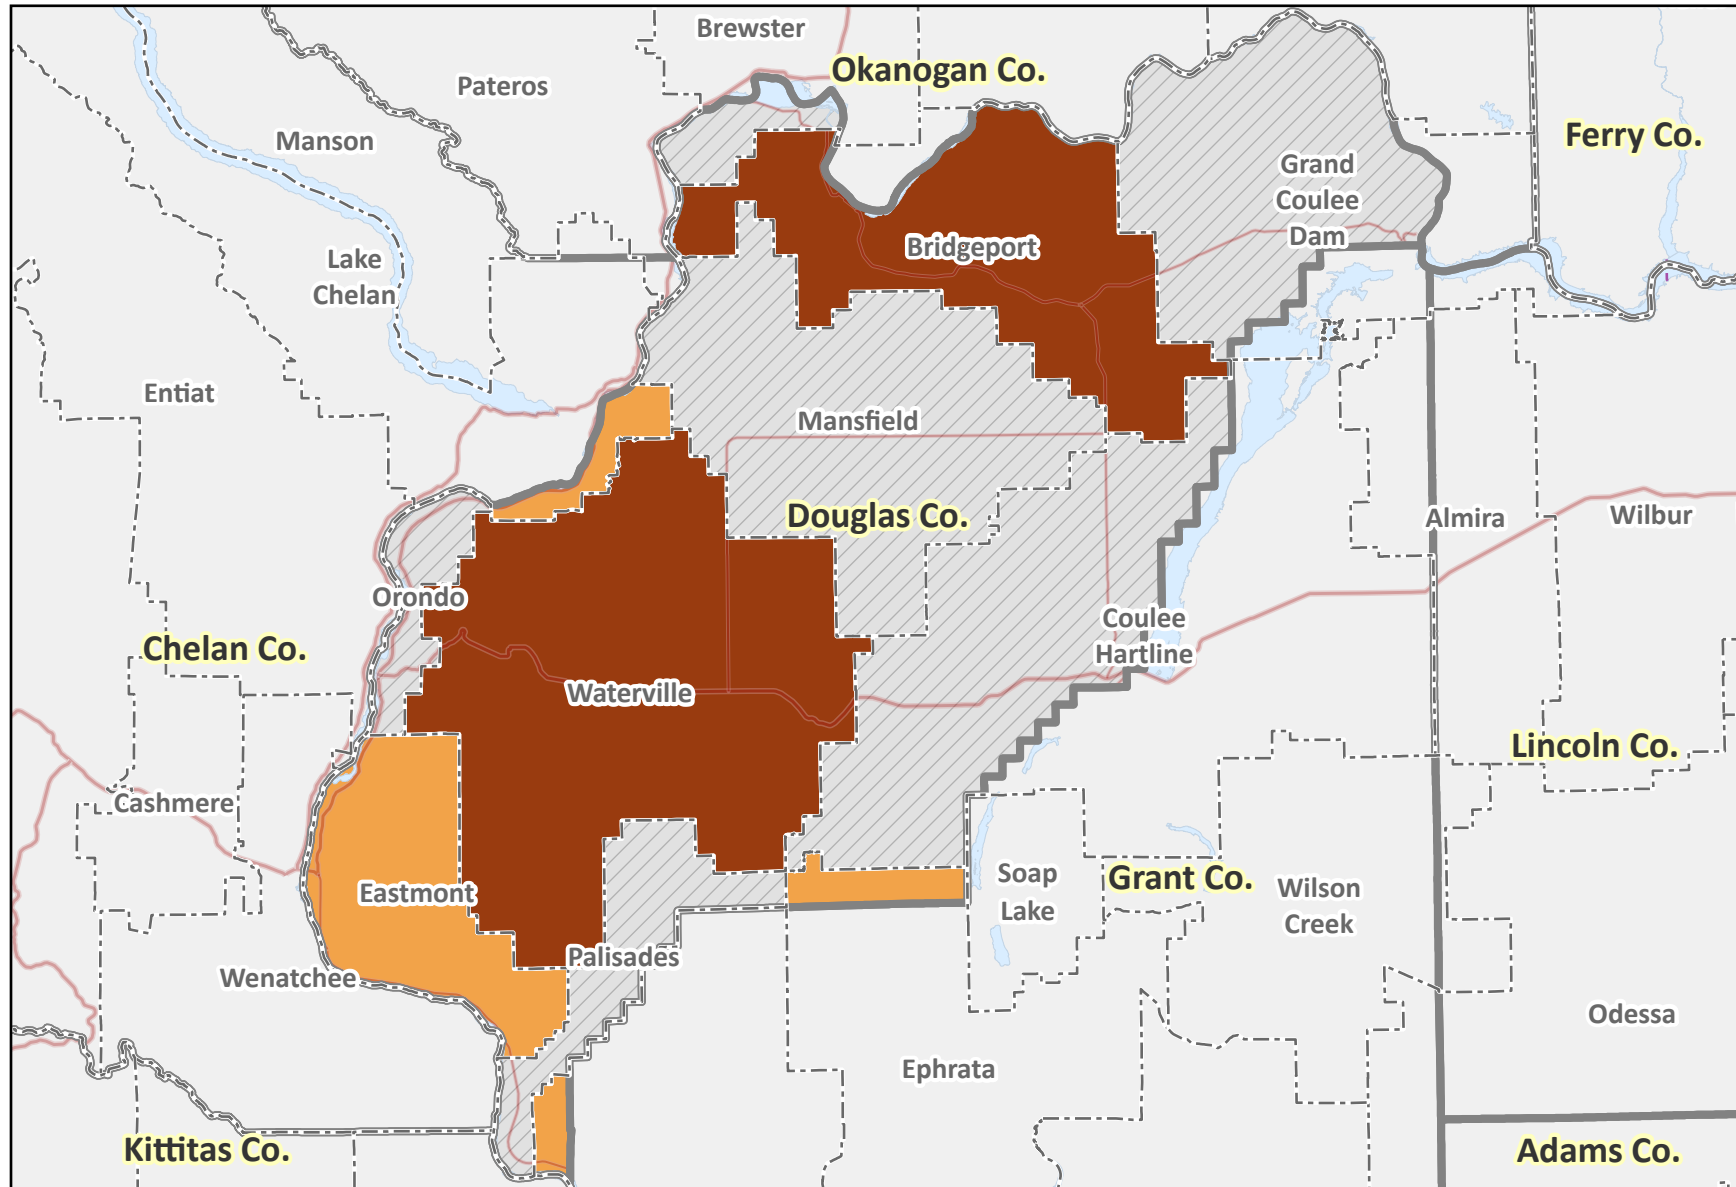 Brewster
Okanogan Co.
Pateros
Manson
Ferry Co.
Grand
Coulee
Dam
Bridgeport
Lake
Chelan
Entiat
Mansfield
Douglas Co.
Almira
Wilbur
Orondo
Coulee
Hartline
Chelan Co.
Waterville
Lincoln Co.
Cashmere
Eastmont
Soap
Lake
Grant Co.
Wilson
Creek
Palisades
Wenatchee
Odessa
Ephrata
Kittitas Co.
Adams Co.